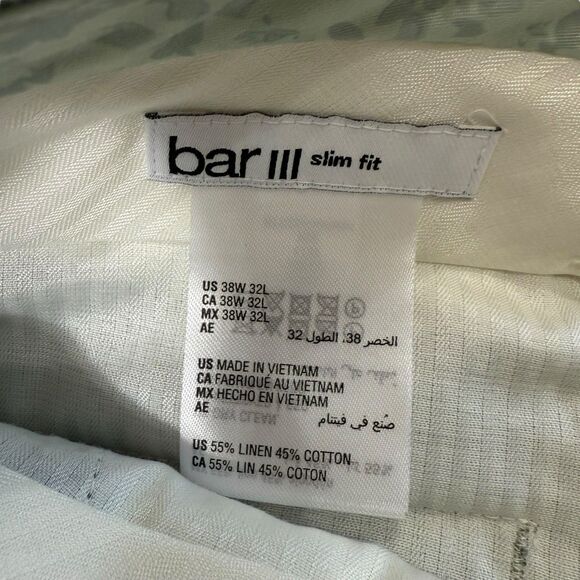 bar III slim fit
US 38W 32L
CA 38W 32L
MX 38W 32L
AE الخصر 38، الطول 32
US MADE IN VIETNAM
CA FABRIQUÉ AU VIETNAM
MX HECHO EN VIETNAM
AE صُنع في فيتنام
US 55% LINEN 45% COTTON
CA 55% LIN 45% COTON